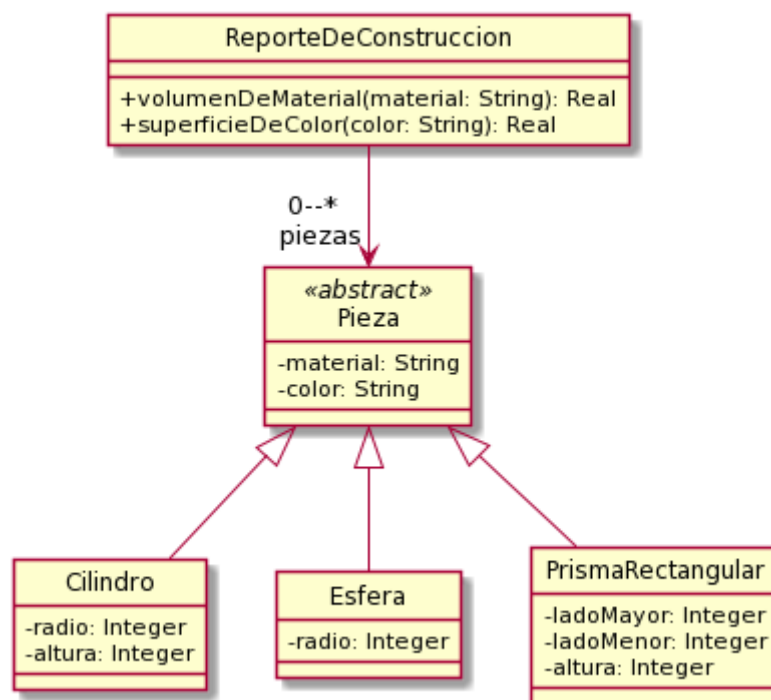 ReporteDeConstruccion
+volumenDeMaterial(material: String): Real
+superficieDeColor(color: String): Real
0--*
piezas
«abstract»
Pieza
-material: String
-color: String
Cilindro
-radio: Integer
-altura: Integer
Esfera
-radio: Integer
PrismaRectangular
-ladoMayor: Integer
-ladoMenor: Integer
-altura: Integer